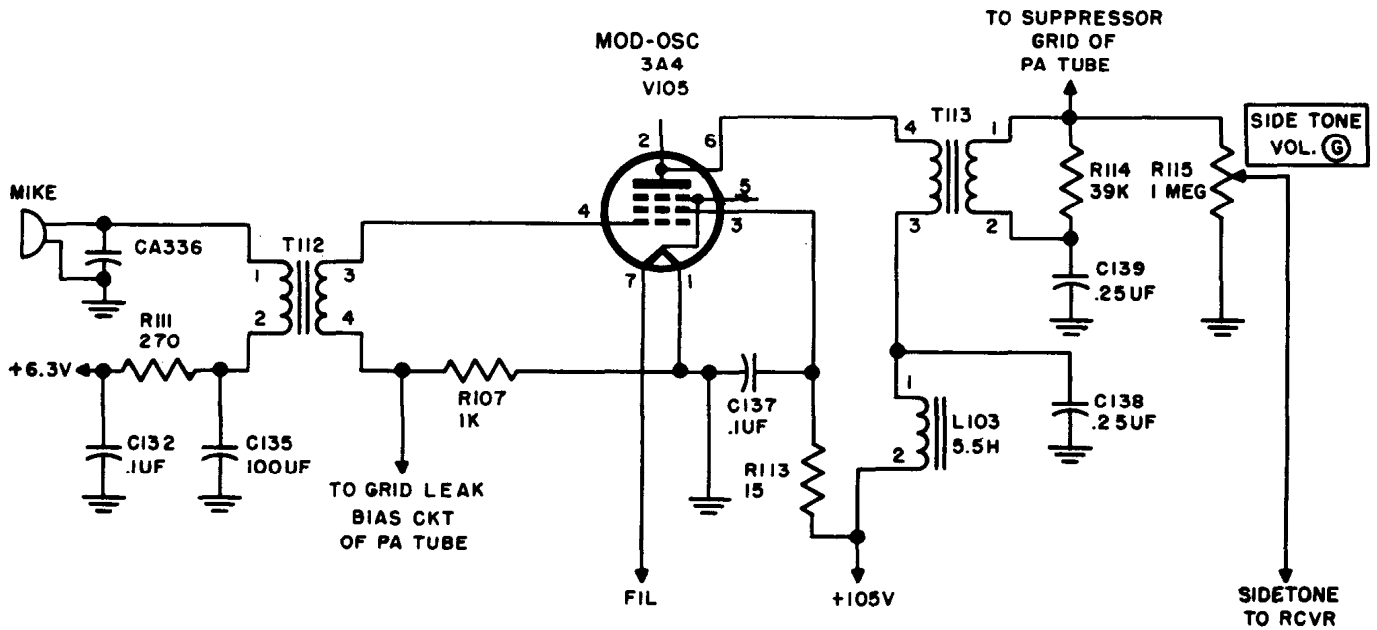 TO SUPPRESSOR
GRID OF
PA TUBE
MOD-OSC
3A4
V105
2
6
4
T113
1
SIDE TONE
VOL. G
R114
39K
R115
1 MEG
MIKE
CA336
4
5
3
3
2
T112
1
3
7
1
C139
.25UF
R111
270
2
4
+6.3V
R107
1K
C137
.1UF
1
L103
5.5H
2
C138
.25UF
C132
.1UF
C135
100UF
R113
15
TO GRID LEAK
BIAS CKT
OF PA TUBE
FIL
+105V
SIDETONE
TO RCVR